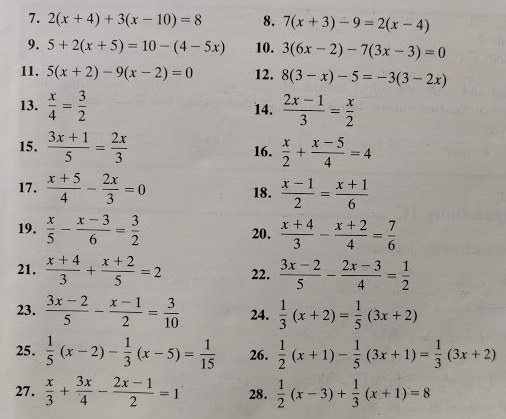 7. 2(x + 4) + 3(x − 10) = 8
8. 7(x + 3) − 9 = 2(x − 4)
9. 5 + 2(x + 5) = 10 − (4 − 5x)
10. 3(6x − 2) − 7(3x − 3) = 0
11. 5(x + 2) − 9(x − 2) = 0
12. 8(3 − x) − 5 = −3(3 − 2x)
13. x/4 = 3/2
14. (2x − 1)/3 = x/2
15. (3x + 1)/5 = 2x/3
16. x/2 + (x − 5)/4 = 4
17. (x + 5)/4 − 2x/3 = 0
18. (x − 1)/2 = (x + 1)/6
19. x/5 − (x − 3)/6 = 3/2
20. (x + 4)/3 − (x + 2)/4 = 7/6
21. (x + 4)/3 + (x + 2)/5 = 2
22. (3x − 2)/5 − (2x − 3)/4 = 1/2
23. (3x − 2)/5 − (x − 1)/2 = 3/10
24. 1/3 (x + 2) = 1/5 (3x + 2)
25. 1/5 (x − 2) − 1/3 (x − 5) = 1/15
26. 1/2 (x + 1) − 1/5 (3x + 1) = 1/3 (3x + 2)
27. x/3 + 3x/4 − (2x − 1)/2 = 1
28. 1/2 (x − 3) + 1/3 (x + 1) = 8